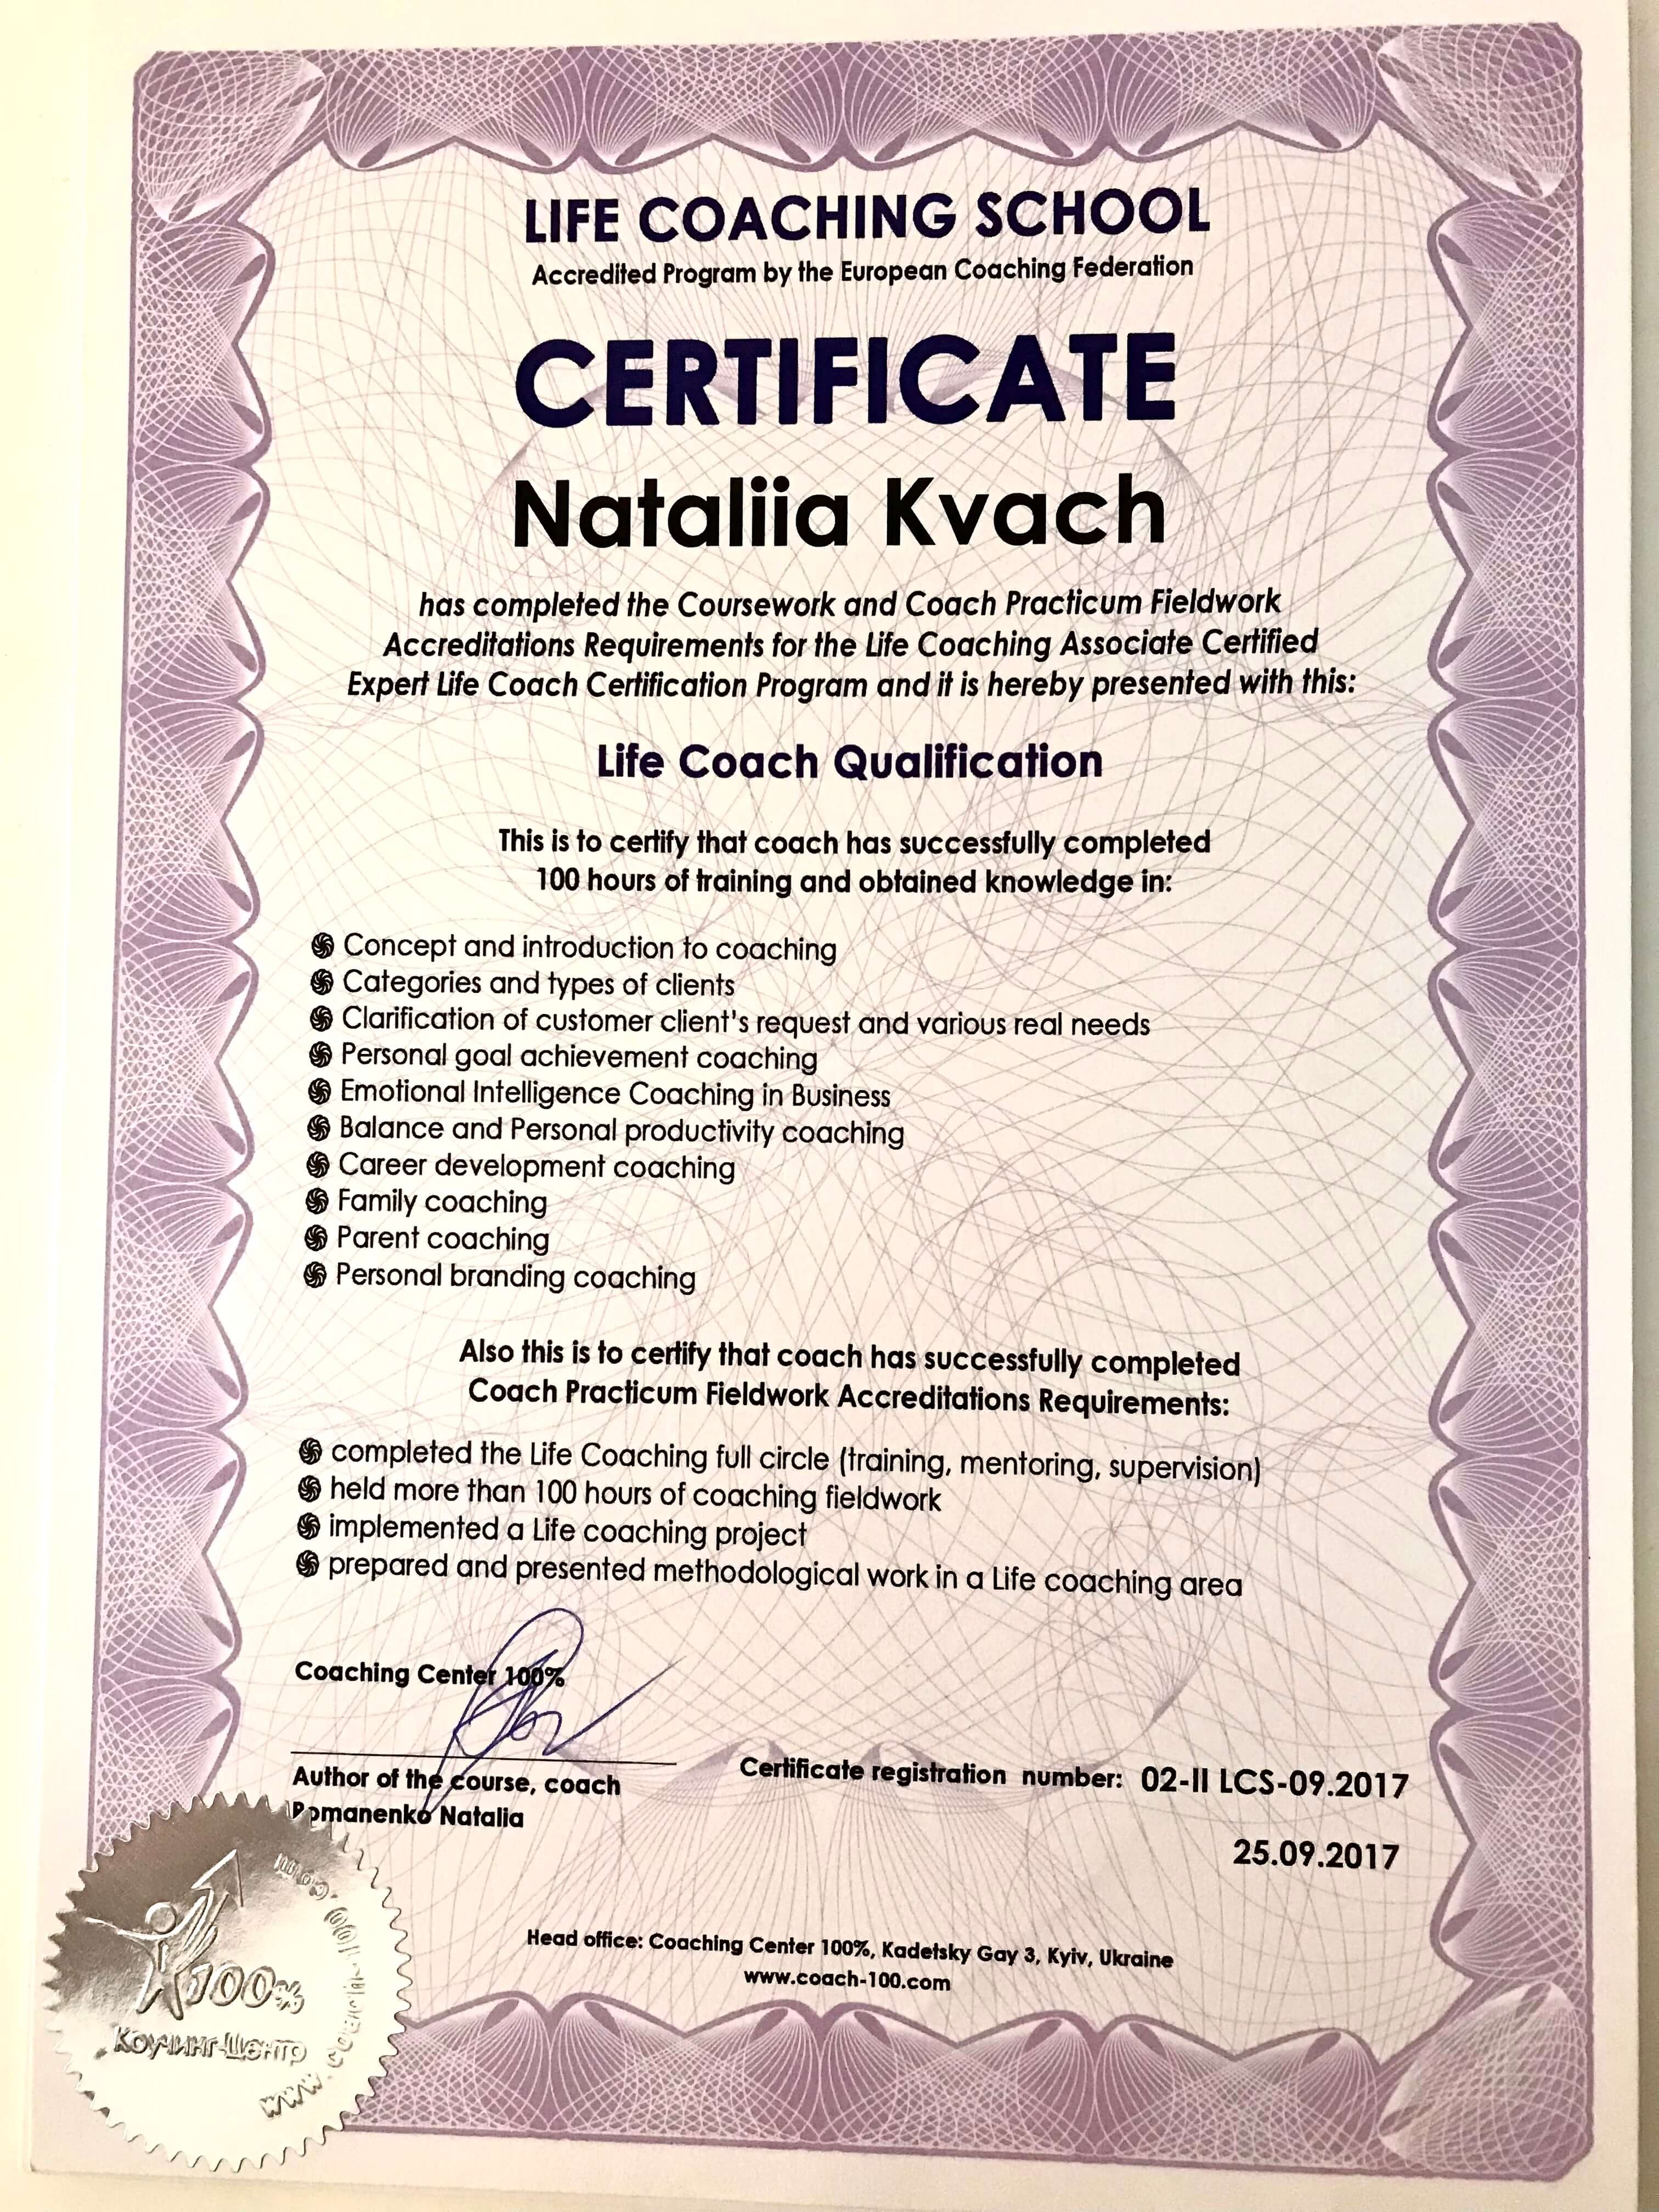 LIFE COACHING SCHOOL
Accredited Program by the European Coaching Federation
CERTIFICATE
Nataliia Kvach
has completed the Coursework and Coach Practicum Fieldwork
Accreditations Requirements for the Life Coaching Associate Certified
Expert Life Coach Certification Program and it is hereby presented with this:
Life Coach Qualification
This is to certify that coach has successfully completed
100 hours of training and obtained knowledge in:
Concept and introduction to coaching
Categories and types of clients
Clarification of customer client's request and various real needs
Personal goal achievement coaching
Emotional Intelligence Coaching in Business
Balance and Personal productivity coaching
Career development coaching
Family coaching
Parent coaching
Personal branding coaching
Also this is to certify that coach has successfully completed
Coach Practicum Fieldwork Accreditations Requirements:
completed the Life Coaching full circle (training, mentoring, supervision)
held more than 100 hours of coaching fieldwork
implemented a Life coaching project
prepared and presented methodological work in a Life coaching area
Coaching Center 100%
Author of the course, coach
Romanenko Natalia
Certificate registration number: 02-II LCS-09.2017
25.09.2017
Head office: Coaching Center 100%, Kadetsky Gay 3, Kyiv, Ukraine
www.coach-100.com
100%
Коучинг-Центр
www.coach-100.com